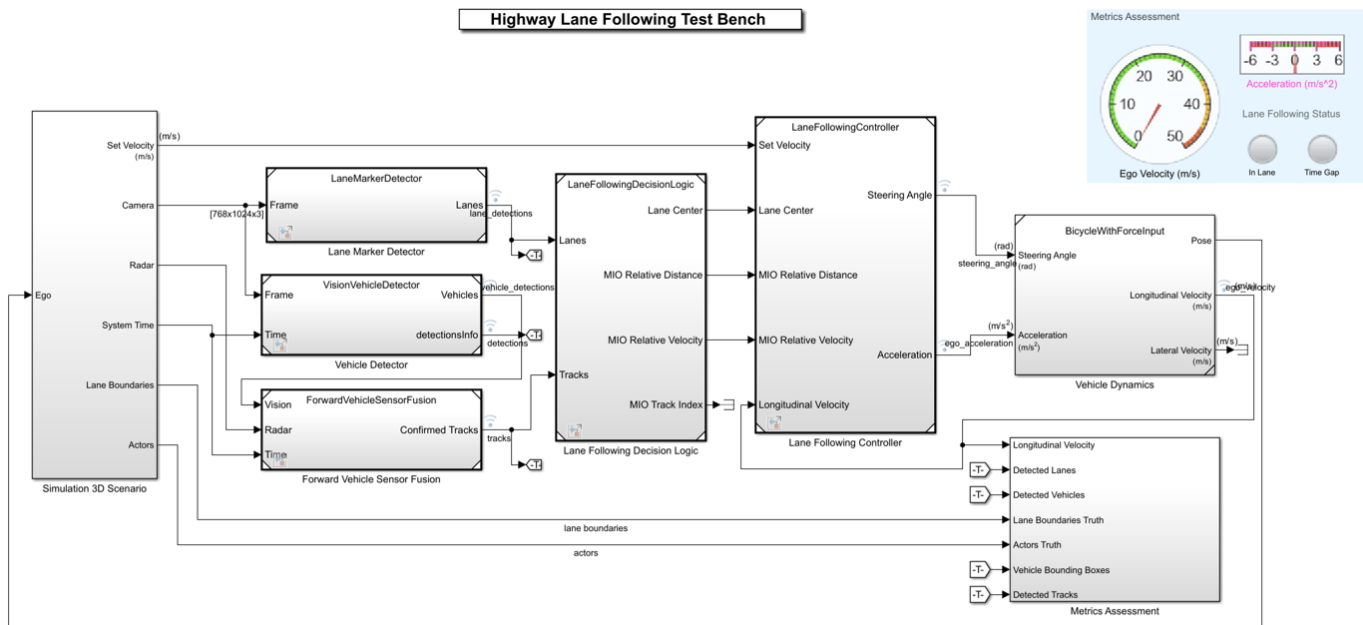 Highway Lane Following Test Bench
Metrics Assessment
0
10
20
30
40
50
Ego Velocity (m/s)
-6 -3 0 3 6
Acceleration (m/s^2)
Lane Following Status
In Lane
Time Gap
Ego
Set Velocity
(m/s)
Camera
Radar
System Time
Lane Boundaries
Actors
Simulation 3D Scenario
(m/s)
[768x1024x3]
LaneMarkerDetector
Frame
Lanes
Lane Marker Detector
lane_detections
-T-
VisionVehicleDetector
Frame
Vehicles
Time
detectionsInfo
Vehicle Detector
vehicle_detections
detections
-T-
ForwardVehicleSensorFusion
Vision
Radar
Confirmed Tracks
Time
Forward Vehicle Sensor Fusion
tracks
-T-
LaneFollowingDecisionLogic
Lane Center
Lanes
MIO Relative Distance
MIO Relative Velocity
Tracks
MIO Track Index
Lane Following Decision Logic
LaneFollowingController
Set Velocity
Steering Angle
Lane Center
MIO Relative Distance
MIO Relative Velocity
Acceleration
Longitudinal Velocity
Lane Following Controller
(rad)
steering_angle
(m/s²)
ego_acceleration
BicycleWithForceInput
Pose
Steering Angle
(rad)
Longitudinal Velocity
(m/s)
Acceleration
(m/s²)
Lateral Velocity
(m/s)
Vehicle Dynamics
(m/s)
ego_velocity
(m/s)
Longitudinal Velocity
-T-
Detected Lanes
-T-
Detected Vehicles
Lane Boundaries Truth
Actors Truth
-T-
Vehicle Bounding Boxes
-T-
Detected Tracks
Metrics Assessment
lane boundaries
actors